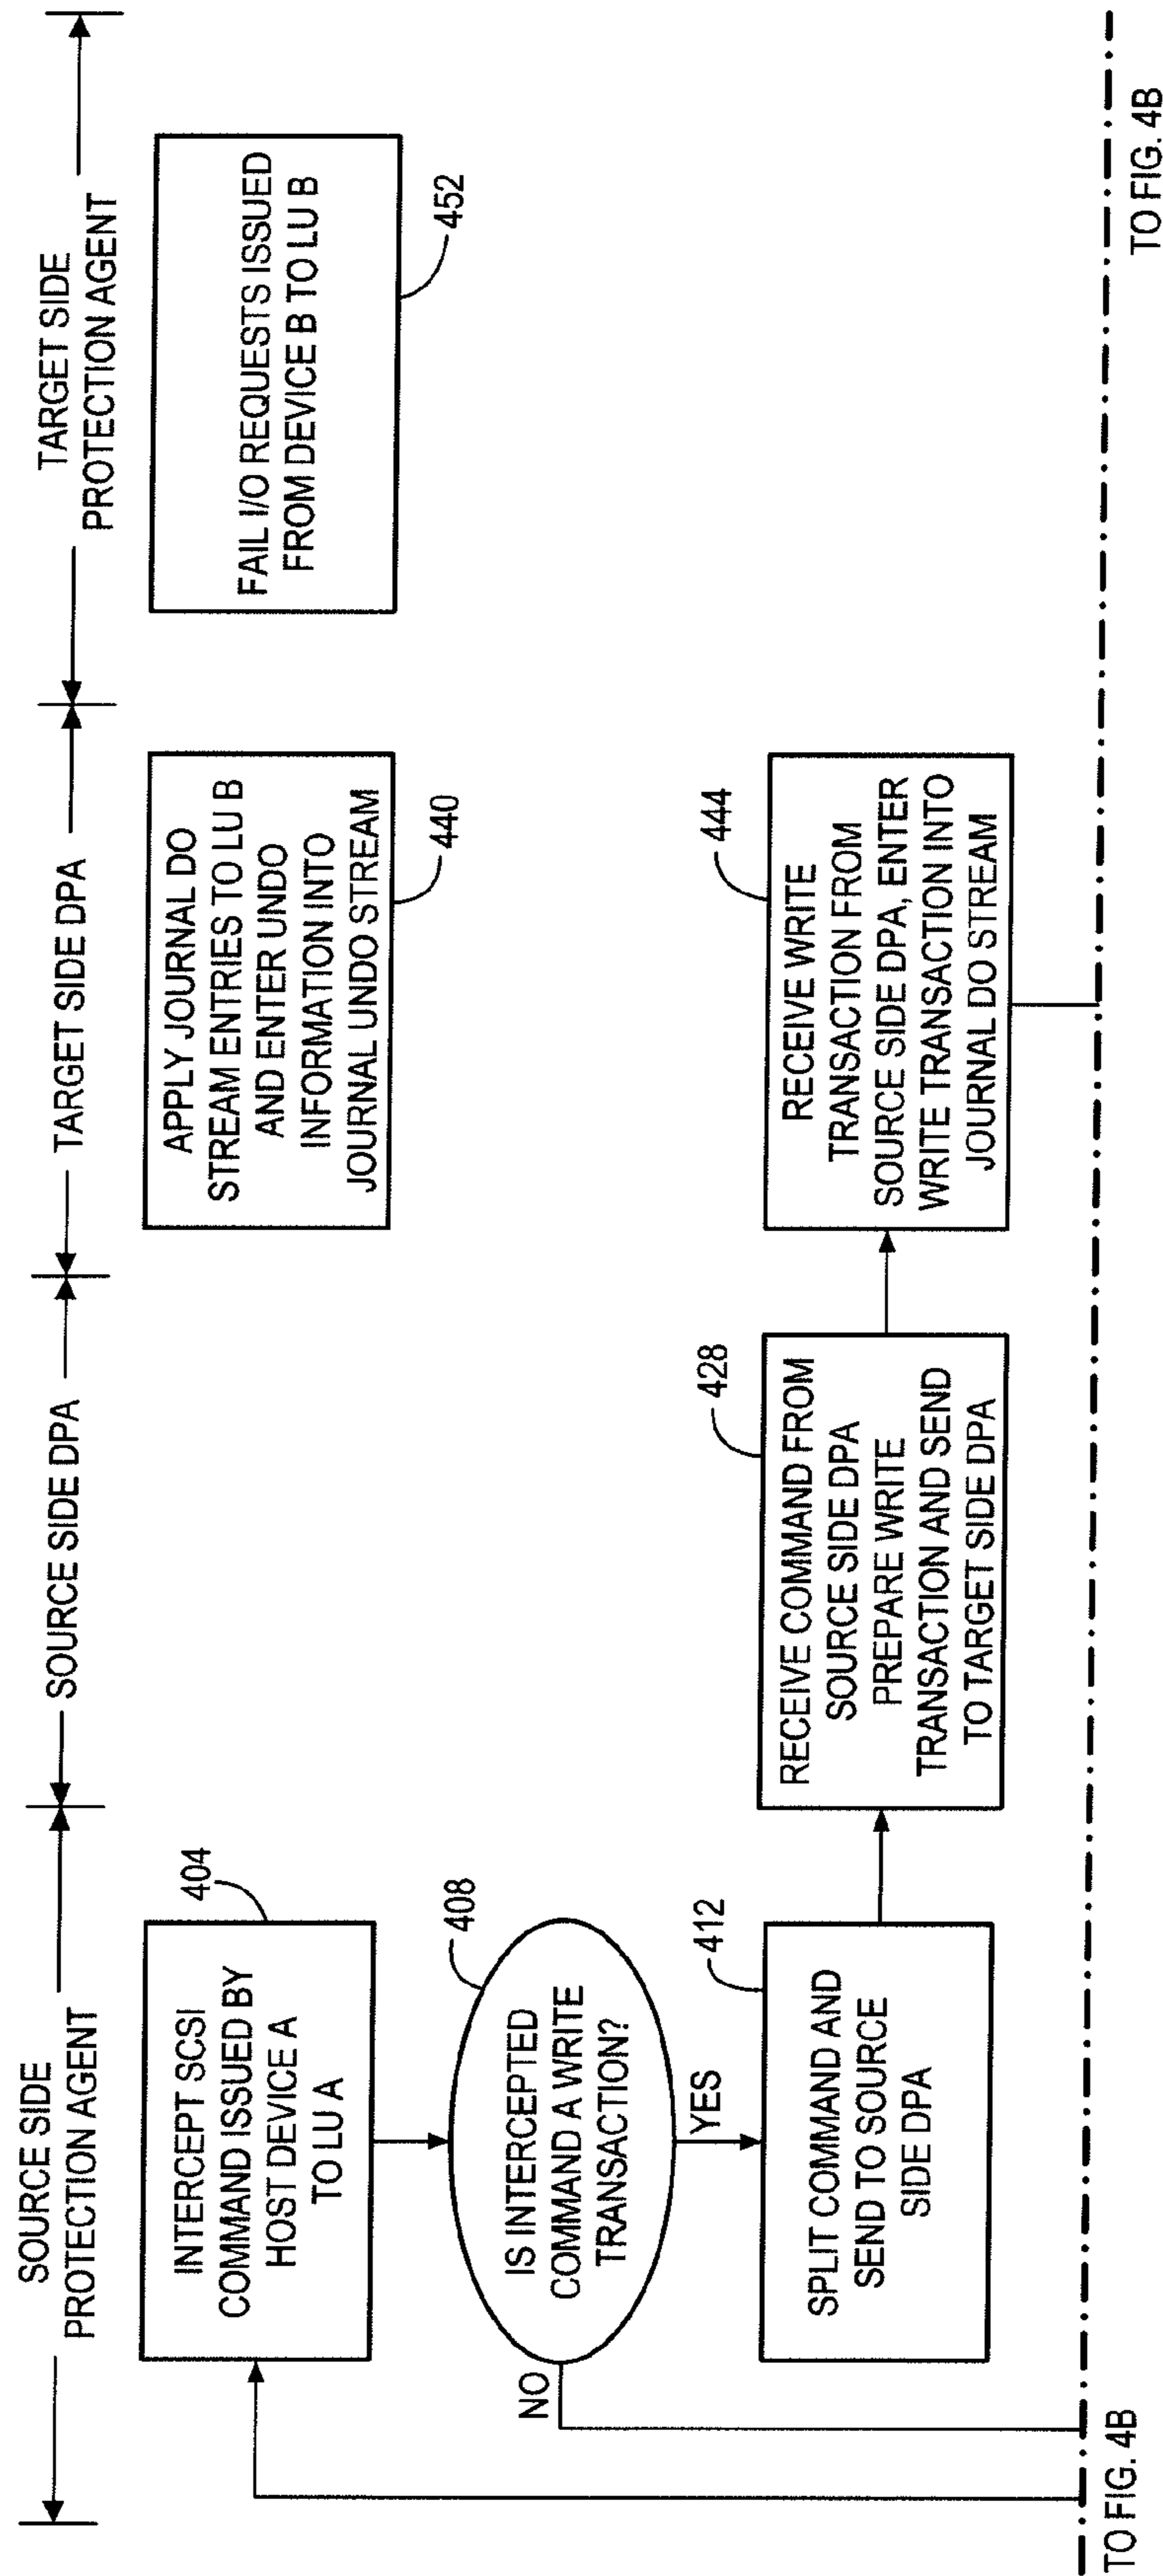 SOURCE SIDE
PROTECTION AGENT
SOURCE SIDE DPA
TARGET SIDE DPA
TARGET SIDE
PROTECTION AGENT
404
INTERCEPT SCSI
COMMAND ISSUED BY
HOST DEVICE A
TO LU A
APPLY JOURNAL DO
STREAM ENTRIES TO LU B
AND ENTER UNDO
INFORMATION INTO
JOURNAL UNDO STREAM
440
FAIL I/O REQUESTS ISSUED
FROM DEVICE B TO LU B
452
408
IS INTERCEPTED
COMMAND A WRITE
TRANSACTION?
NO
YES
412
SPLIT COMMAND AND
SEND TO SOURCE
SIDE DPA
428
RECEIVE COMMAND FROM
SOURCE SIDE DPA
PREPARE WRITE
TRANSACTION AND SEND
TO TARGET SIDE DPA
444
RECEIVE WRITE
TRANSACTION FROM
SOURCE SIDE DPA, ENTER
WRITE TRANSACTION INTO
JOURNAL DO STREAM
TO FIG. 4B
TO FIG. 4B